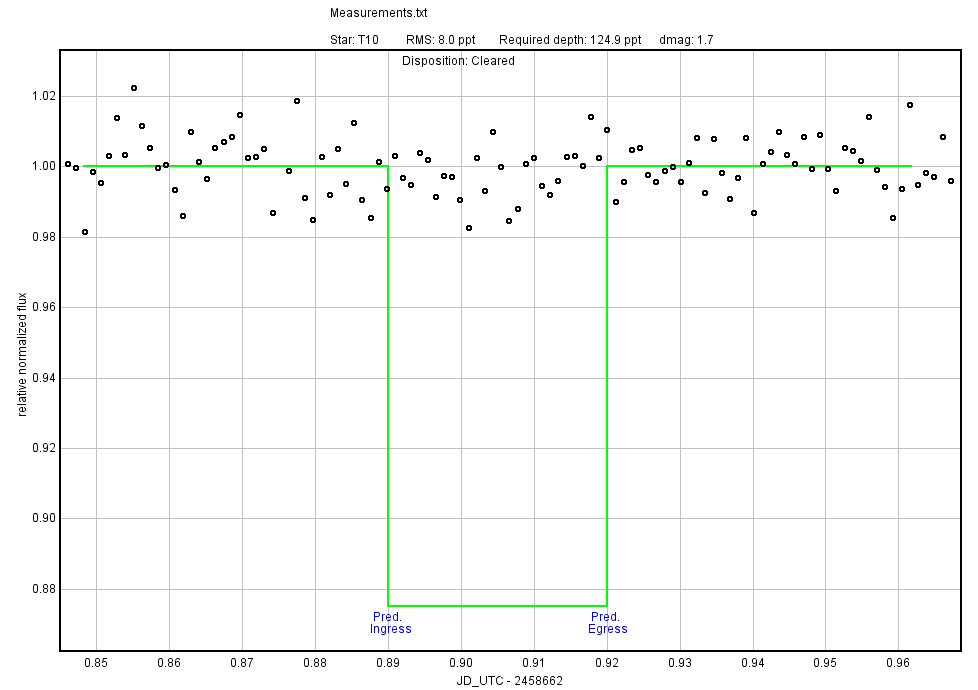 Measurements.txt
Star: T10 RMS: 8.0 ppt Required depth: 124.9 ppt dmag: 1.7
Disposition: Cleared
1.02
1.00
0.98
0.96
0.94
0.92
0.90
0.88
relative normalized flux
Pred. Pred.
Ingress Egress
0.85 0.86 0.87 0.88 0.89 0.90 0.91 0.92 0.93 0.94 0.95 0.96
JD_UTC - 2458662